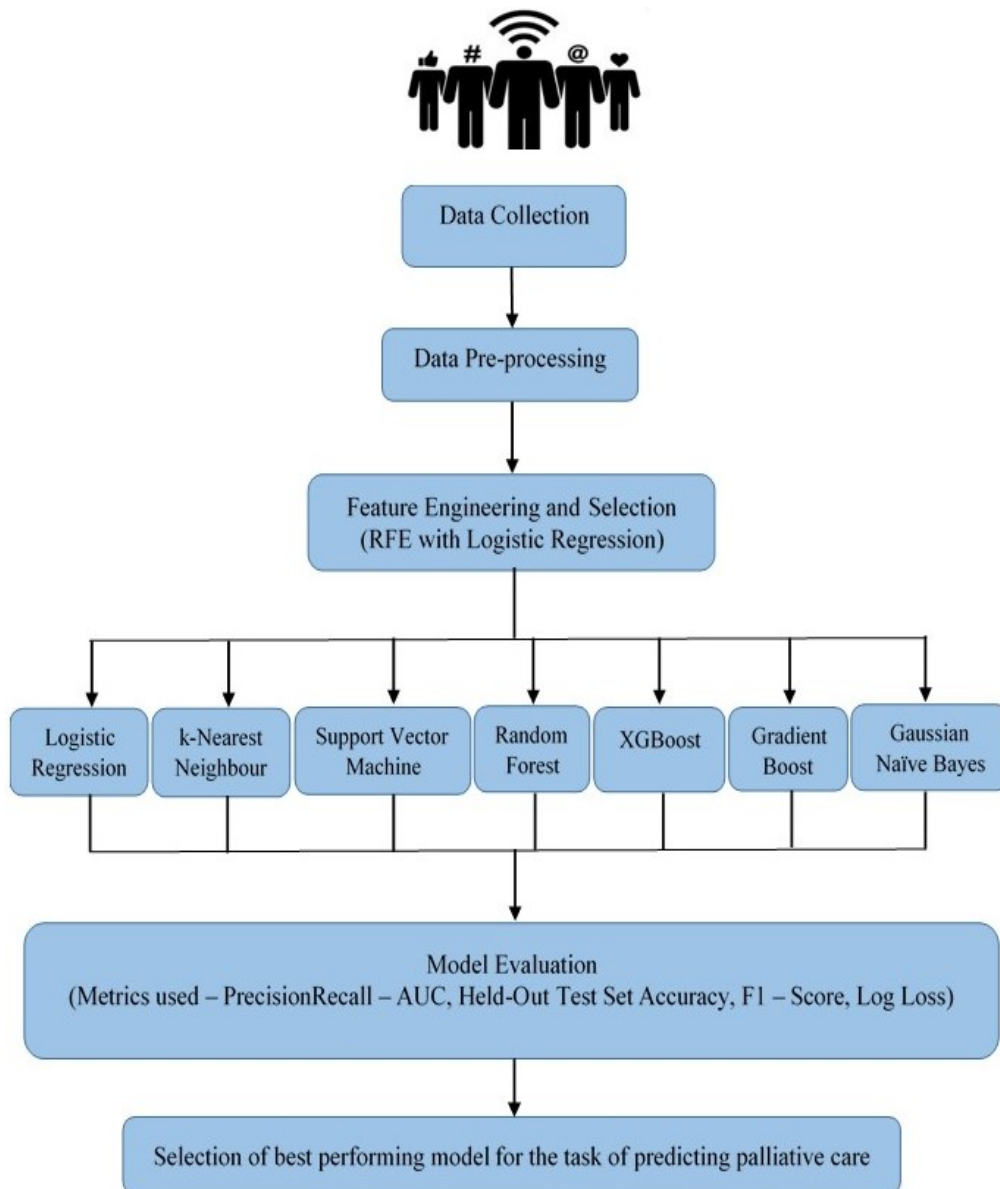 #
@
Data Collection
Data Pre-processing
Feature Engineering and Selection
(RFE with Logistic Regression)
Logistic
Regression
k-Nearest
Neighbour
Support Vector
Machine
Random
Forest
XGBoost
Gradient
Boost
Gaussian
Naïve Bayes
Model Evaluation
(Metrics used – PrecisionRecall – AUC, Held-Out Test Set Accuracy, F1 – Score, Log Loss)
Selection of best performing model for the task of predicting palliative care